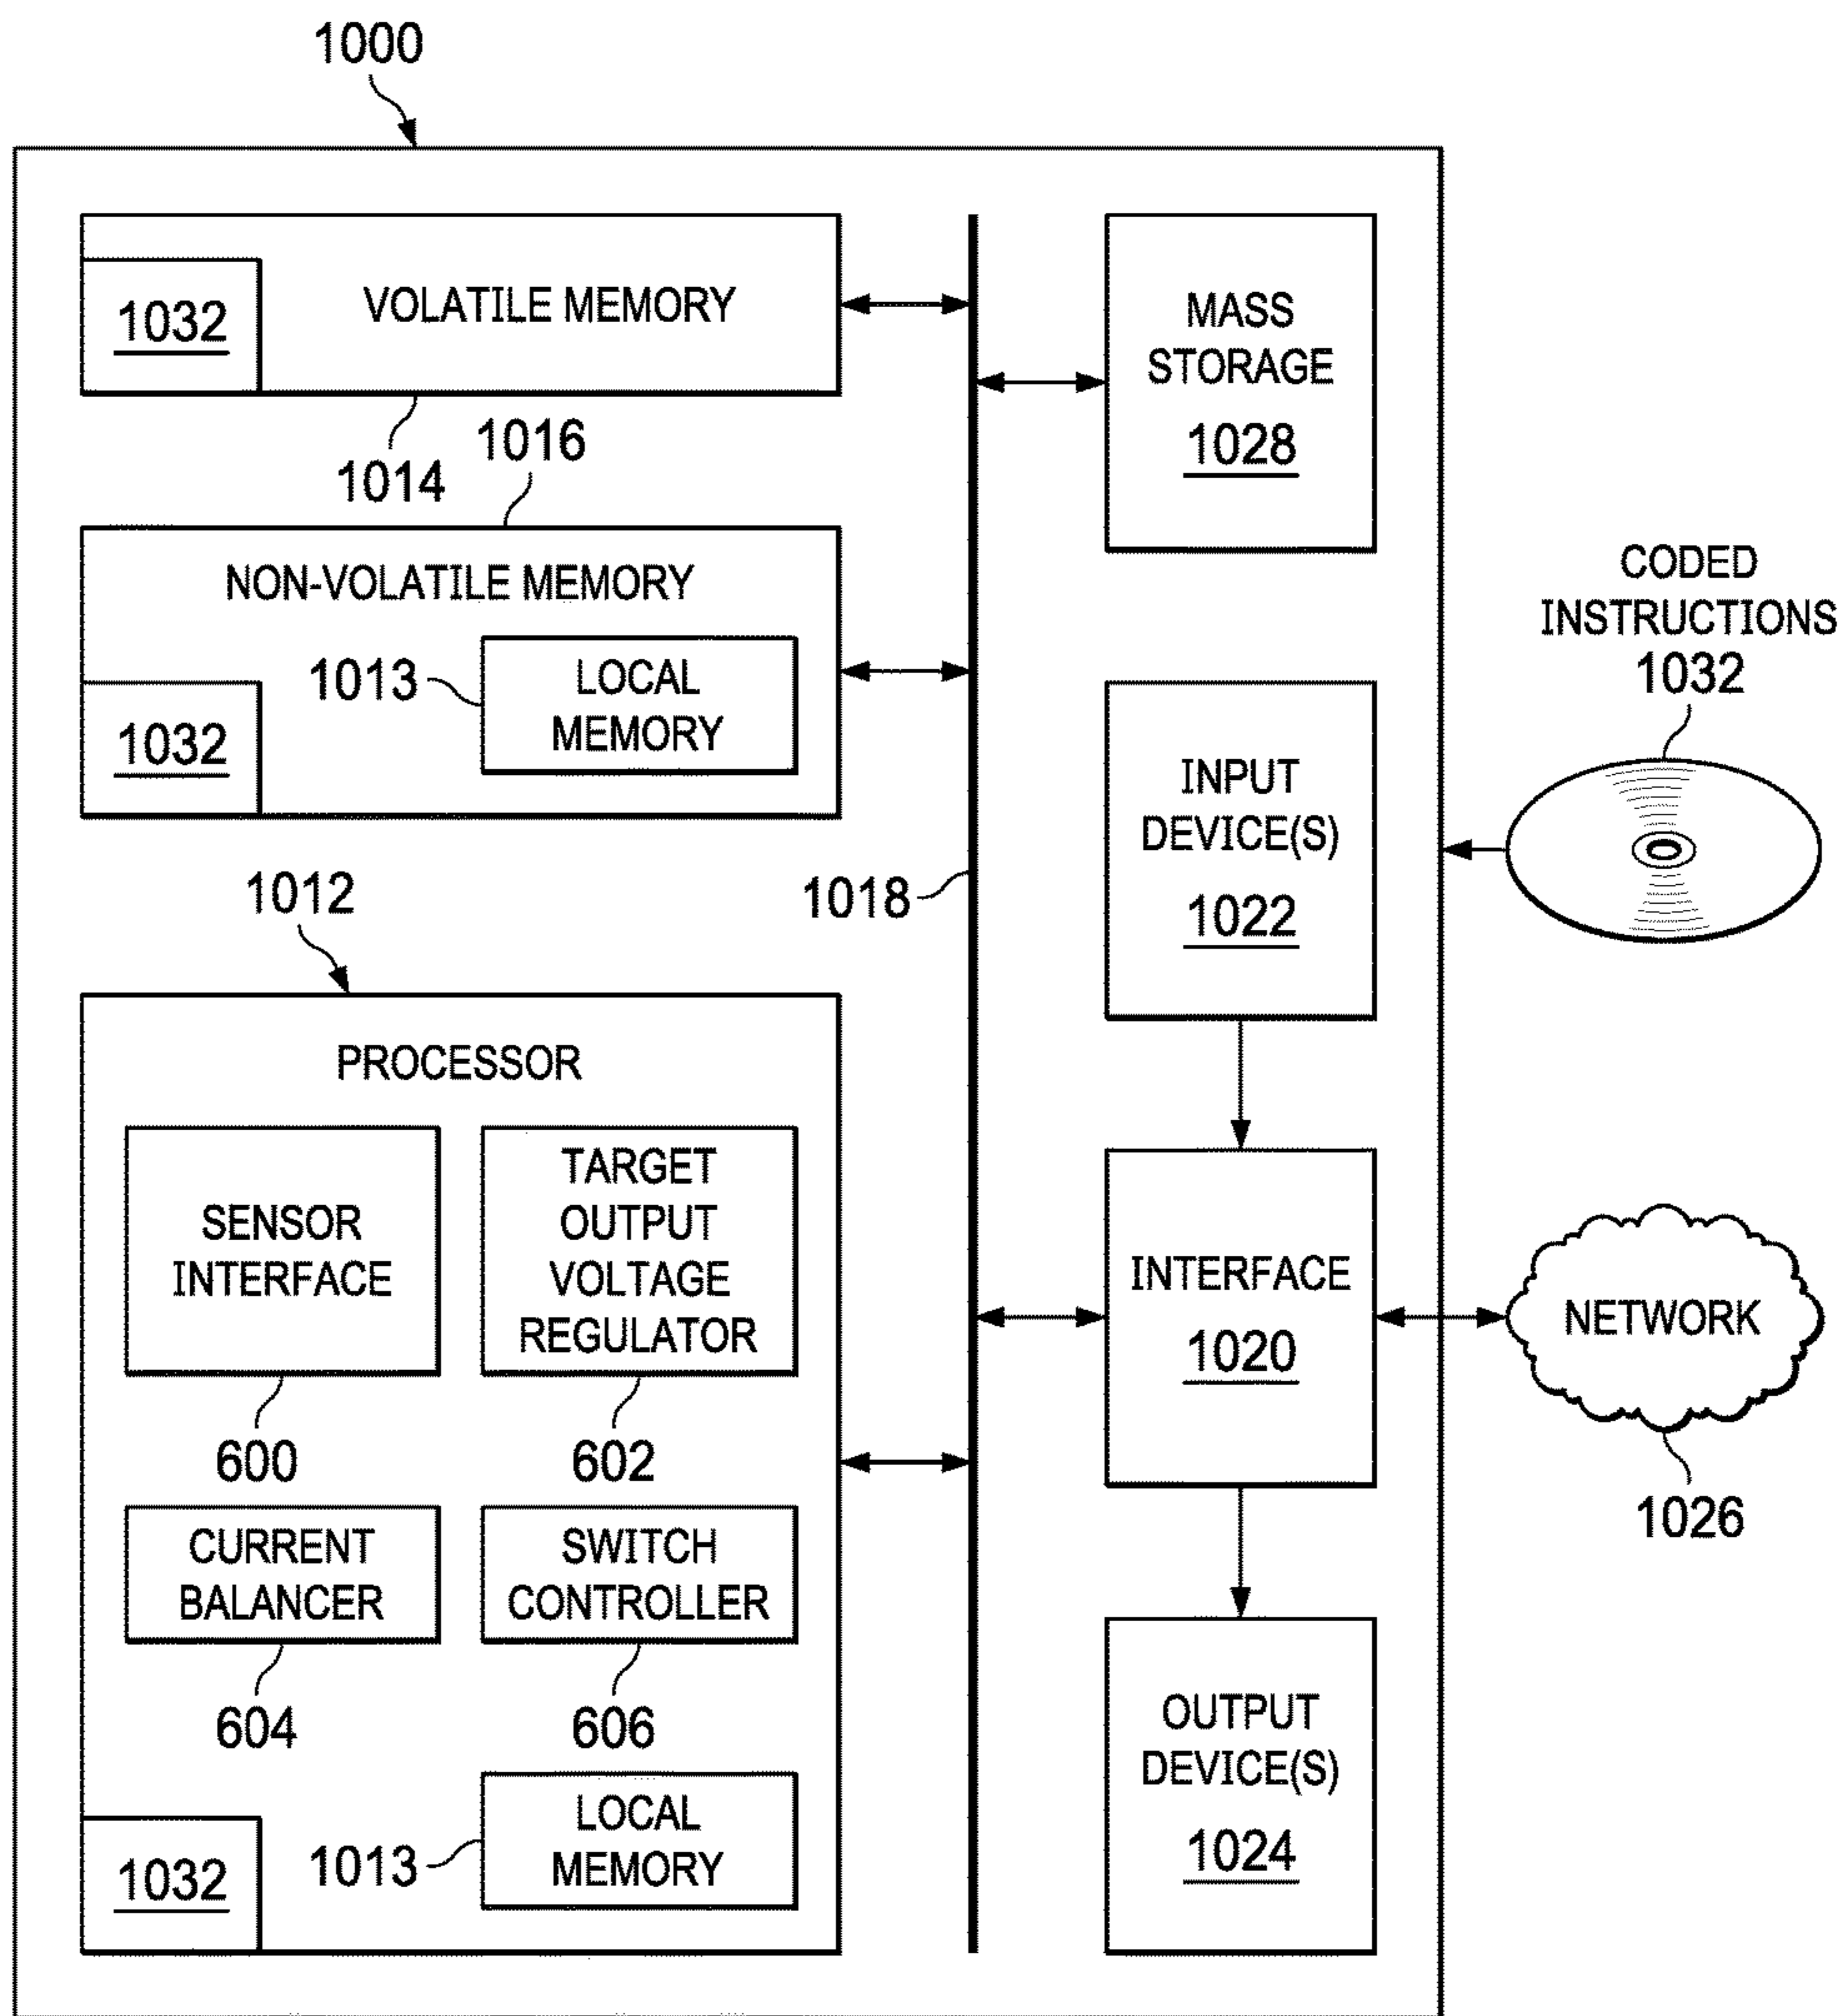 1000
1032
VOLATILE MEMORY
1014
1016
NON-VOLATILE MEMORY
1013
LOCAL
MEMORY
1032
1012
PROCESSOR
SENSOR
INTERFACE
600
TARGET
OUTPUT
VOLTAGE
REGULATOR
602
CURRENT
BALANCER
604
SWITCH
CONTROLLER
606
1013
LOCAL
MEMORY
1032
1018
MASS
STORAGE
1028
INPUT
DEVICE(S)
1022
INTERFACE
1020
OUTPUT
DEVICE(S)
1024
CODED
INSTRUCTIONS
1032
NETWORK
1026